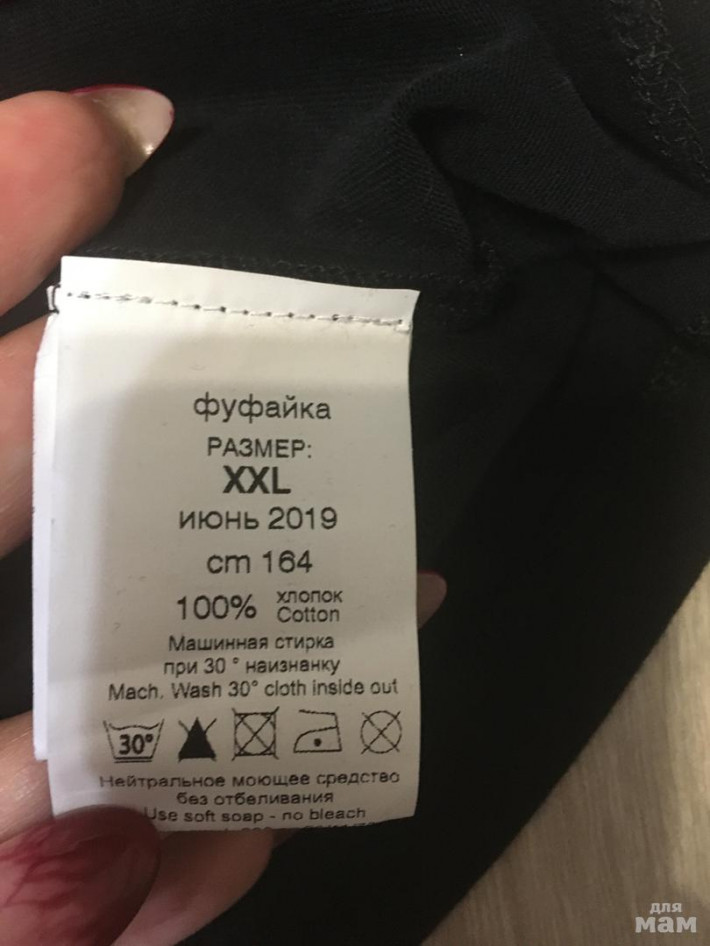 фуфайка
РАЗМЕР:
XXL
июнь 2019
cm 164
100% хлопок
Cotton
Машинная стирка
при 30 ° наизнанку
Mach. Wash 30° cloth inside out
30°
Нейтральное моющее средство
без отбеливания
Use soft soap - no bleach
для
мам